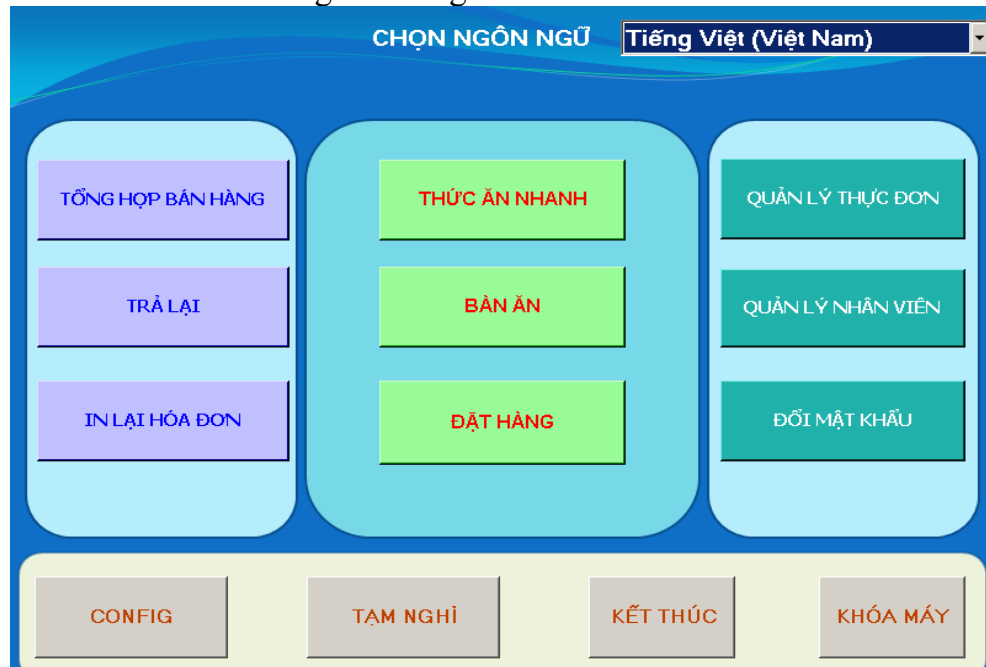 CHỌN NGÔN NGỮ Tiếng Việt (Việt Nam)
TỔNG HỢP BÁN HÀNG
TRẢ LẠI
IN LẠI HÓA ĐƠN
THỨC ĂN NHANH
BÀN ĂN
ĐẶT HÀNG
QUẢN LÝ THỰC ĐƠN
QUẢN LÝ NHÂN VIÊN
ĐỔI MẬT KHẨU
CONFIG
TẠM NGHÌ
KẾT THÚC
KHÓA MÁY